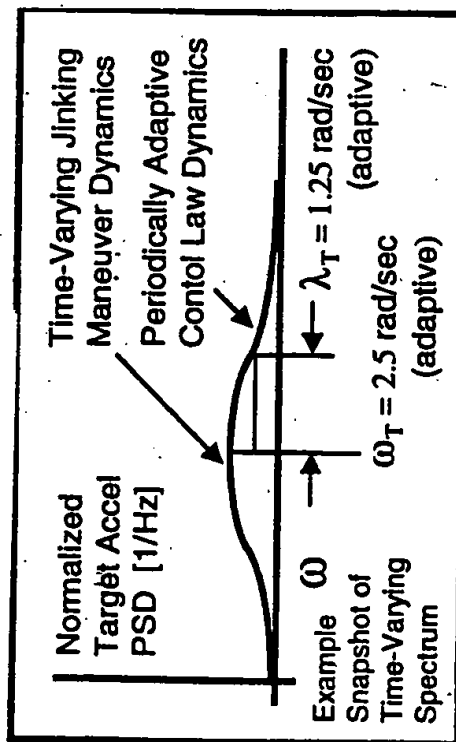 Normalized
Target Accel
PSD [1/Hz]
Time-Varying Jinking
Maneuver Dynamics
Periodically Adaptive
Contol Law Dynamics
ω
Example
Snapshot of
Time-Varying
Spectrum
ω_T = 2.5 rad/sec
(adaptive)
λ_T = 1.25 rad/sec
(adaptive)